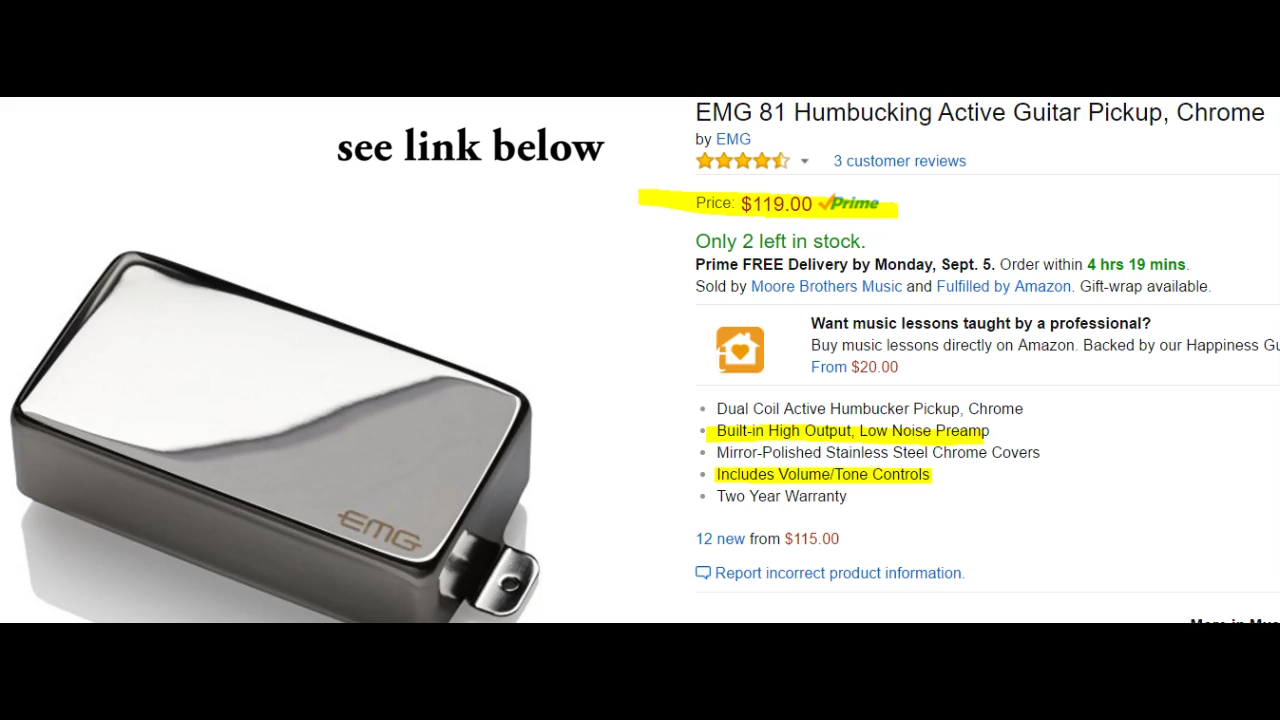 see link below
EMG
EMG 81 Humbucking Active Guitar Pickup, Chrome
by EMG
3 customer reviews
Price: $119.00 Prime
Only 2 left in stock.
Prime FREE Delivery by Monday, Sept. 5. Order within 4 hrs 19 mins.
Sold by Moore Brothers Music and Fulfilled by Amazon. Gift-wrap available.
Want music lessons taught by a professional?
Buy music lessons directly on Amazon. Backed by our Happiness
From $20.00
• Dual Coil Active Humbucker Pickup, Chrome
• Built-in High Output, Low Noise Preamp
• Mirror-Polished Stainless Steel Chrome Covers
• Includes Volume/Tone Controls
• Two Year Warranty
12 new from $115.00
Report incorrect product information.